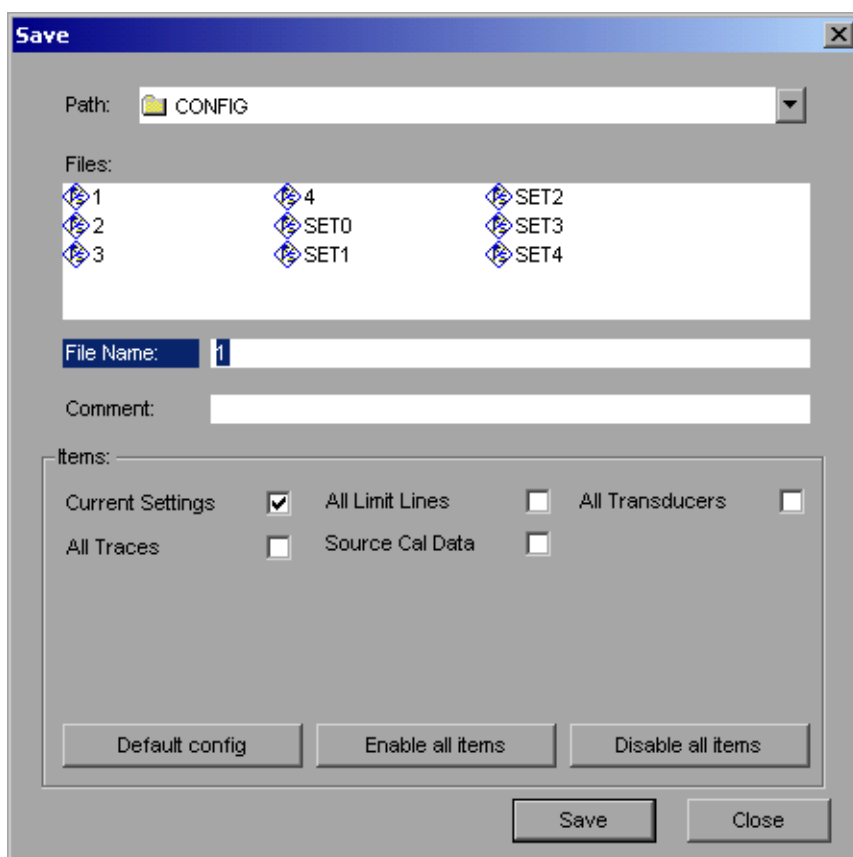 Save
Path: CONFIG
Files:
1 4 SET2
2 SET0 SET3
3 SET1 SET4
File Name: 1
Comment:
Items:
Current Settings All Limit Lines All Transducers
All Traces Source Cal Data
Default config Enable all items Disable all items
Save Close